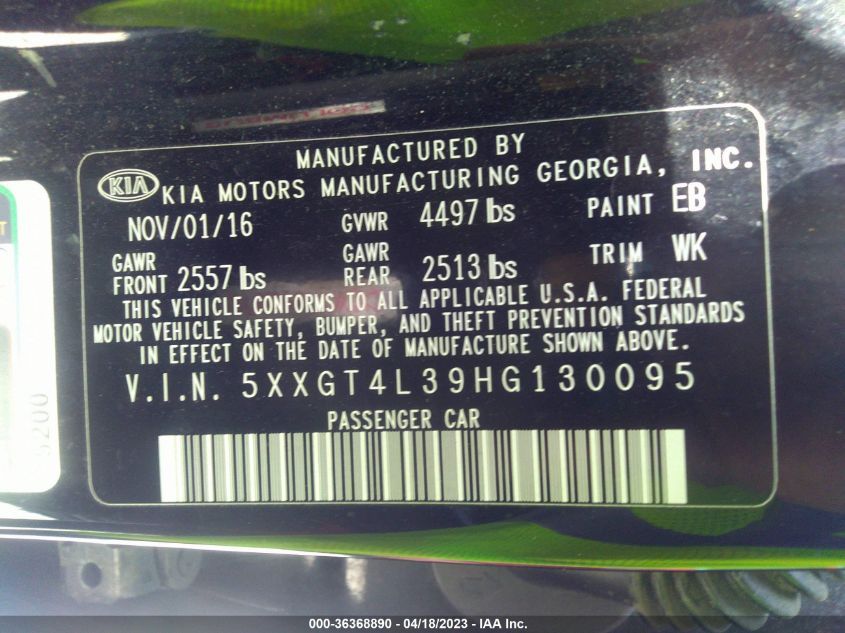 MANUFACTURED BY
KIA KIA MOTORS MANUFACTURING GEORGIA, INC.
NOV/01/16 GVWR 4497 lbs PAINT EB
GAWR FRONT 2557 lbs GAWR REAR 2513 lbs TRIM WK
THIS VEHICLE CONFORMS TO ALL APPLICABLE U.S.A. FEDERAL
MOTOR VEHICLE SAFETY, BUMPER, AND THEFT PREVENTION STANDARDS
IN EFFECT ON THE DATE OF MANUFACTURE SHOWN ABOVE.
V.I.N. 5XXGT4L39HG130095
PASSENGER CAR
000-36368890 - 04/18/2023 - IAA Inc.